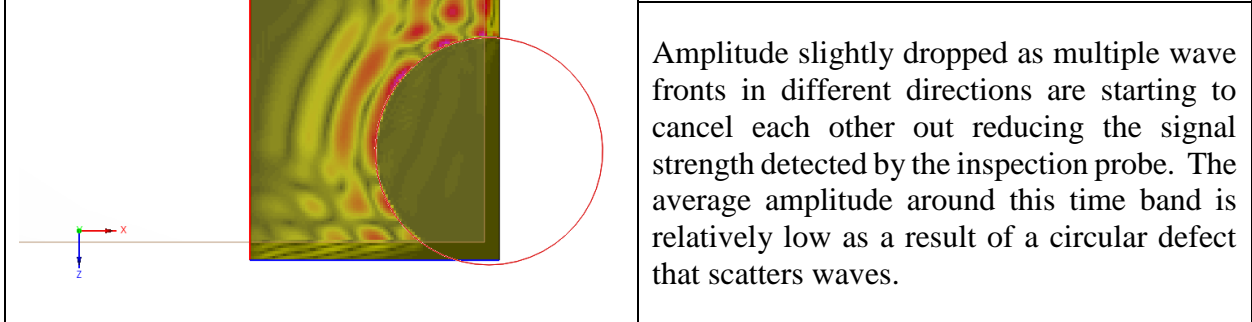 Amplitude slightly dropped as multiple wave
fronts in different directions are starting to
cancel each other out reducing the signal
strength detected by the inspection probe. The
average amplitude around this time band is
relatively low as a result of a circular defect
that scatters waves.
X
Z